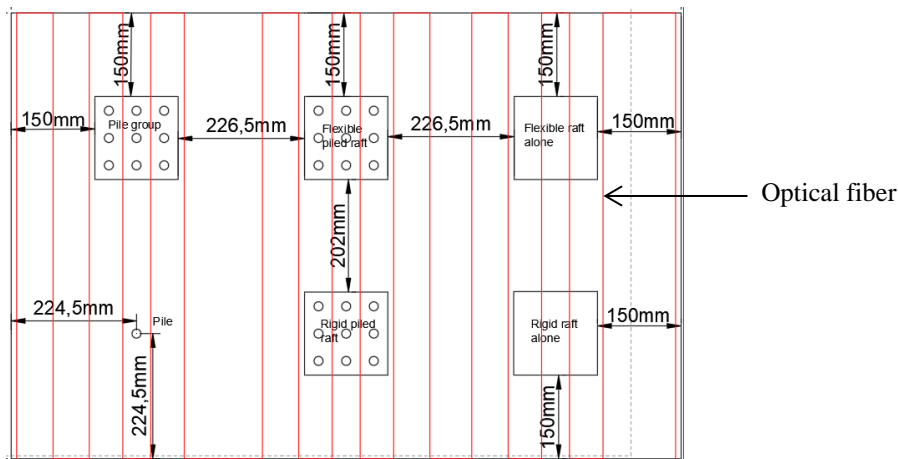 150mm
150mm
150mm
150mm
Pile group
226,5mm
Flexible
piled raft
226,5mm
Flexible raft
alone
150mm
Optical fiber
202mm
224,5mm
Pile
Rigid piled
raft
Rigid raft
alone
150mm
224,5mm
150mm